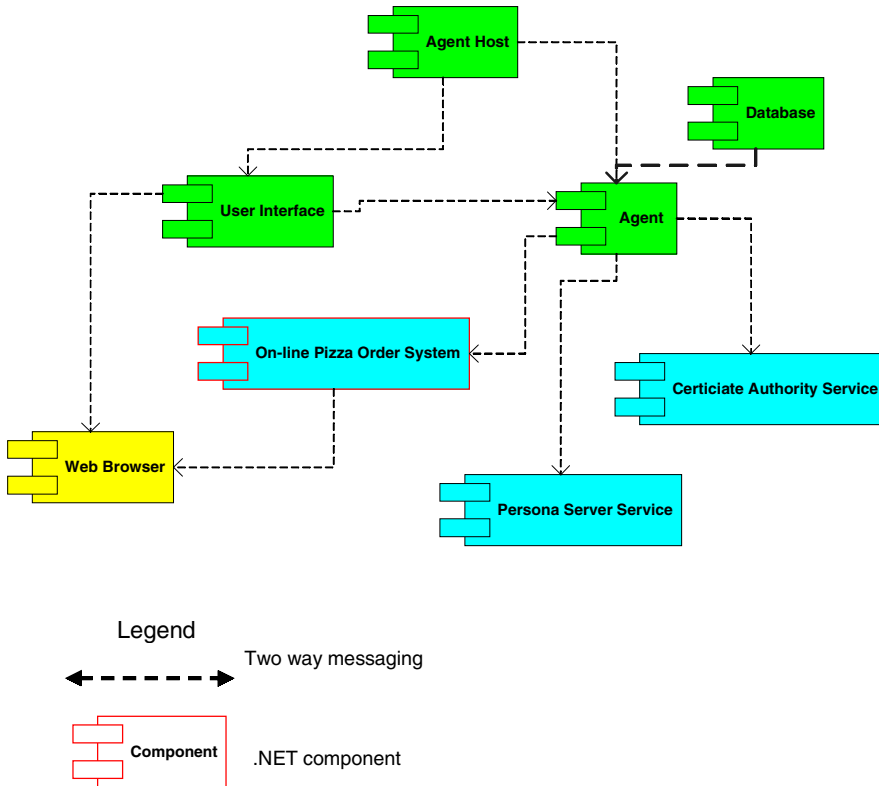 Agent Host
Database
User Interface
Agent
On-line Pizza Order System
Certiciate Authority Service
Web Browser
Persona Server Service
Legend
Two way messaging
Component
.NET component